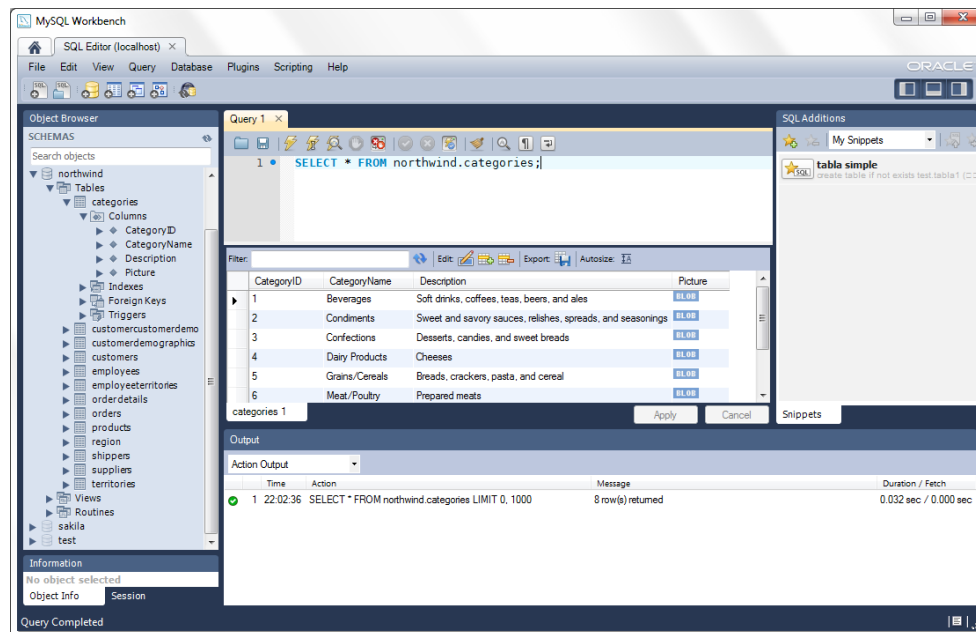 MySQL Workbench
SQL Editor (localhost) ×
File Edit View Query Database Plugins Scripting Help
ORACLE
Object Browser
SCHEMAS
Search objects
northwind
Tables
categories
Columns
CategoryID
CategoryName
Description
Picture
Indexes
Foreign Keys
Triggers
customercustomerdemo
customerdemographics
customers
employees
employeeterritories
orderdetails
orders
products
region
shippers
suppliers
territories
Views
Routines
sakila
test
Information
No object selected
Object Info Session
Query 1 ×
1 SELECT * FROM northwind.categories;
Filter: Edit: Export: Autosize:
CategoryID CategoryName Description Picture
1 Beverages Soft drinks, coffees, teas, beers, and ales BLOB
2 Condiments Sweet and savory sauces, relishes, spreads, and seasonings BLOB
3 Confections Desserts, candies, and sweet breads BLOB
4 Dairy Products Cheeses BLOB
5 Grains/Cereals Breads, crackers, pasta, and cereal BLOB
6 Meat/Poultry Prepared meats BLOB
categories 1 Apply Cancel
SQL Additions
My Snippets
SQL
tabla simple
create table if not exists test.tabla1
Snippets
Output
Action Output
Time Action Message Duration / Fetch
1 22:02:36 SELECT * FROM northwind.categories LIMIT 0, 1000 8 row(s) returned 0.032 sec / 0.000 sec
Query Completed